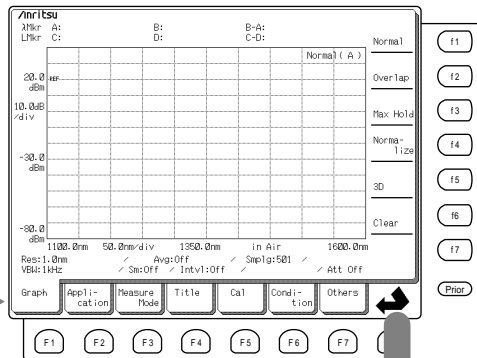 Anritsu
λMkr A: B: B-A:
LMkr C: D: C-D:
Normal
f1
Normal ( A )
20.0
dBm
REF
Overlap
f2
10.0dB
/div
Max Hold
f3
Norma-
lize
f4
-30.0
dBm
3D
f5
Clear
f6
-80.0
dBm
1100.0nm 50.0nm/div 1350.0nm in Air 1600.0nm
f7
Res:1.0nm / Avg:Off / Smplg:501 /
VBW:1kHz / Sm:Off / Intvl:Off / / Att Off
Graph
Appli-
cation
Measure
Mode
Title
Cal
Condi-
tion
Others
Prior
F1 F2 F3 F4 F5 F6 F7